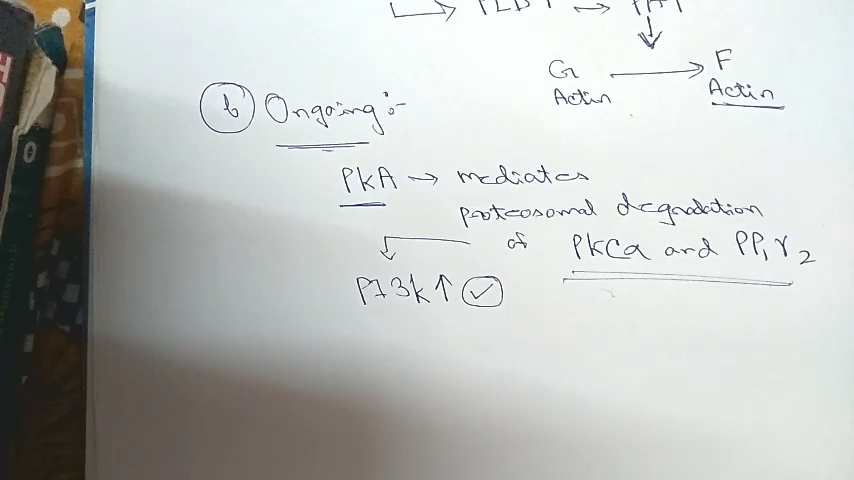 G ⟶ F
Actin Actin
b Ongoing:-
PKA → mediates
proteosomal degradation
of PKCα and PP1γ2
PI3K↑ ✓